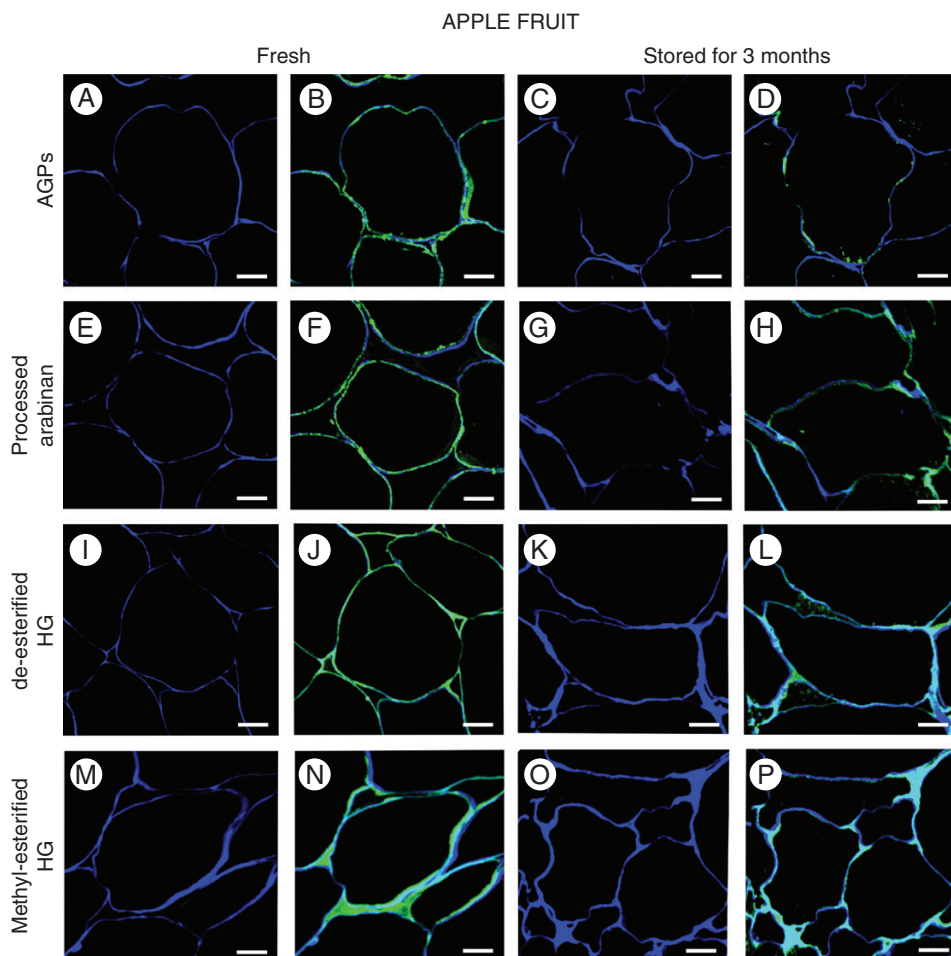 APPLE FRUIT
Fresh
Stored for 3 months
AGPs
A
B
C
D
Processed
arabinan
E
F
G
H
de-esterified
HG
I
J
K
L
Methyl-esterified
HG
M
N
O
P